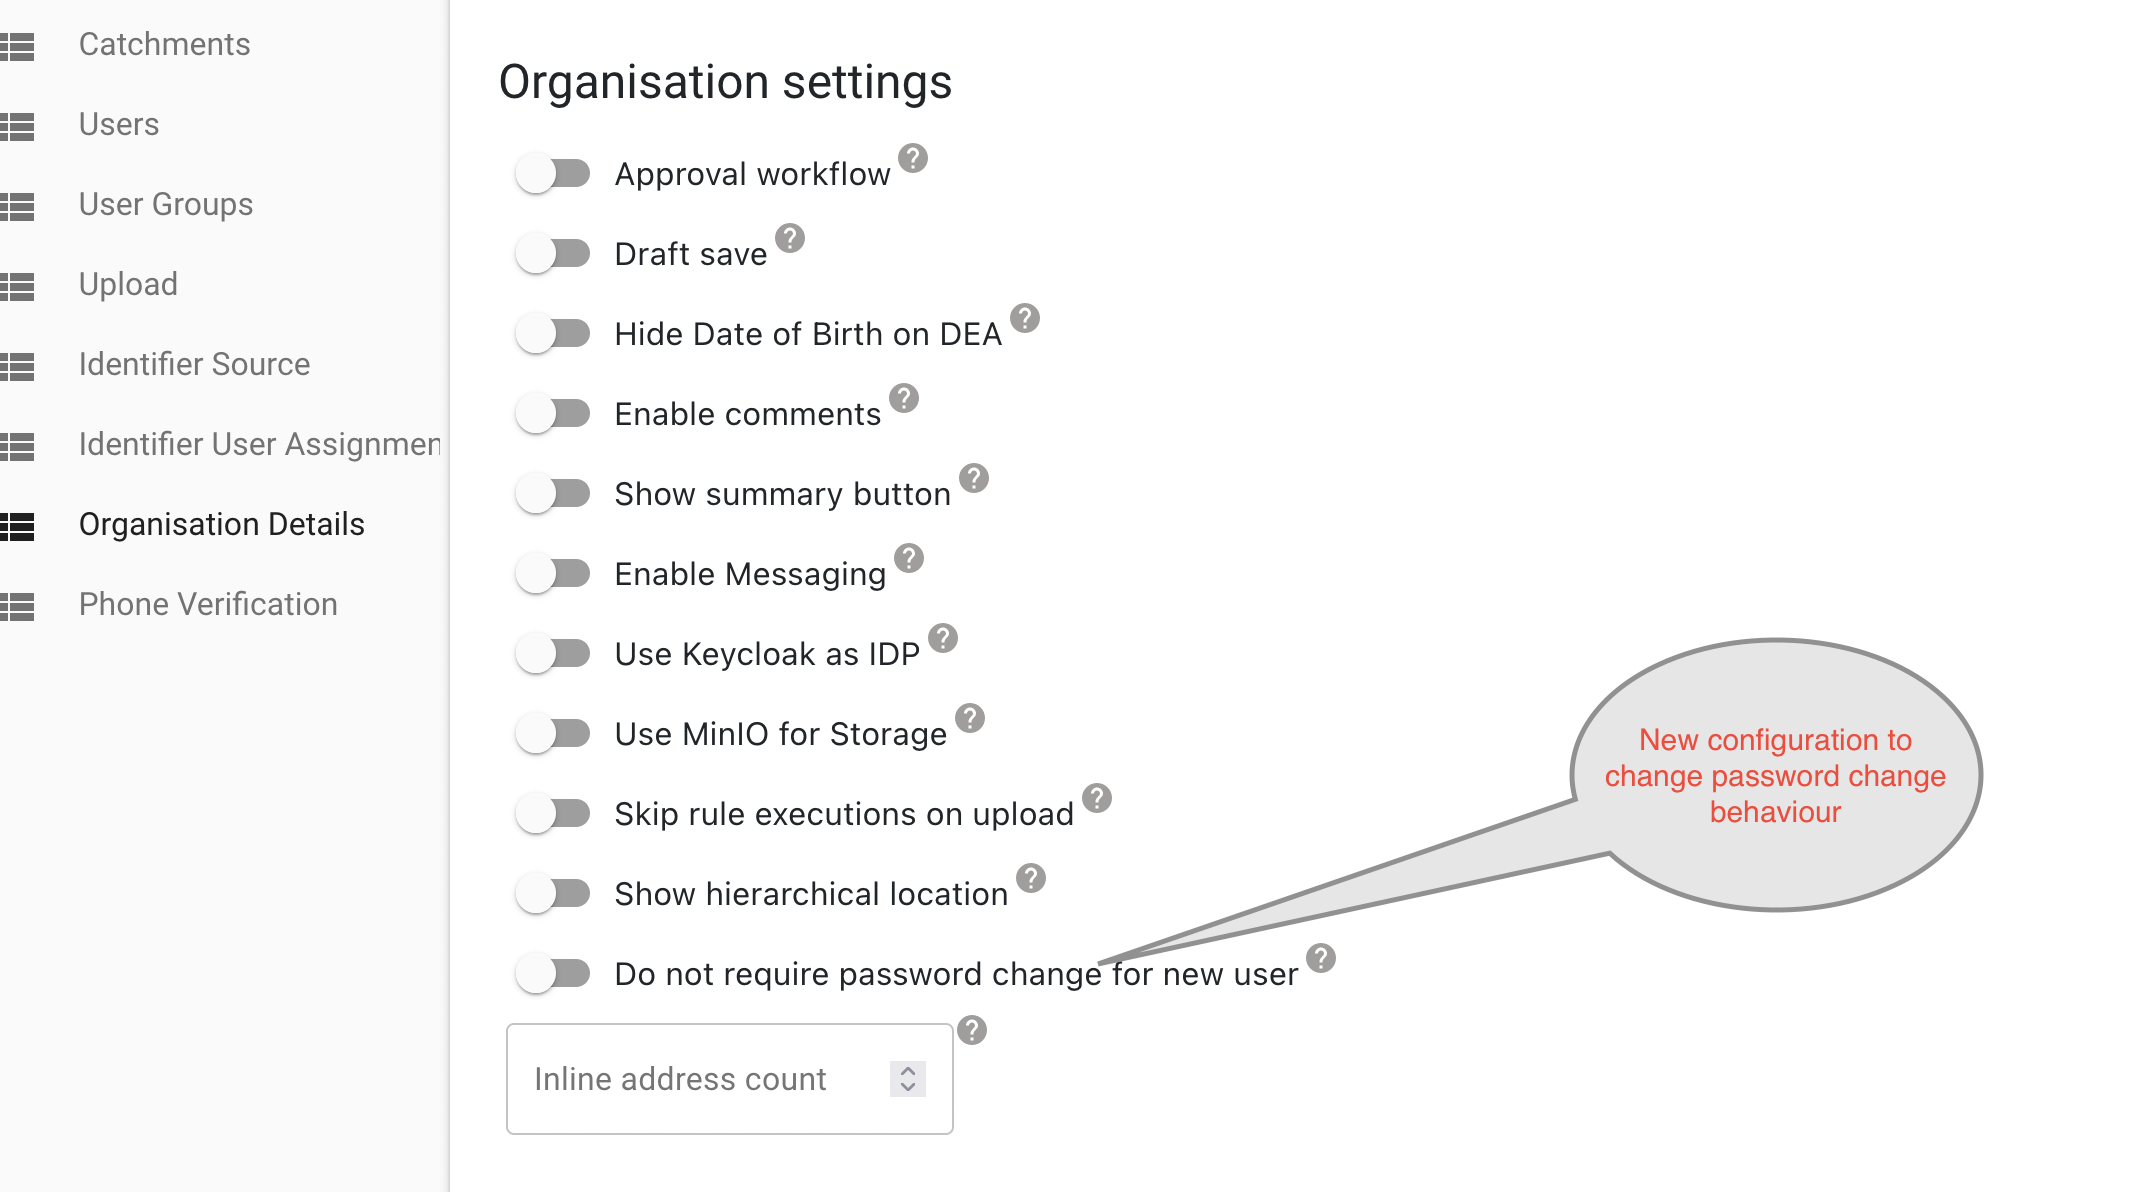 Catchments
Users
User Groups
Upload
Identifier Source
Identifier User Assignmen
Organisation Details
Phone Verification
Organisation settings
Approval workflow ?
Draft save ?
Hide Date of Birth on DEA ?
Enable comments ?
Show summary button ?
Enable Messaging ?
Use Keycloak as IDP ?
Use MinIO for Storage ?
Skip rule executions on upload ?
Show hierarchical location ?
Do not require password change for new user ?
Inline address count ?
New configuration to
change password change
behaviour